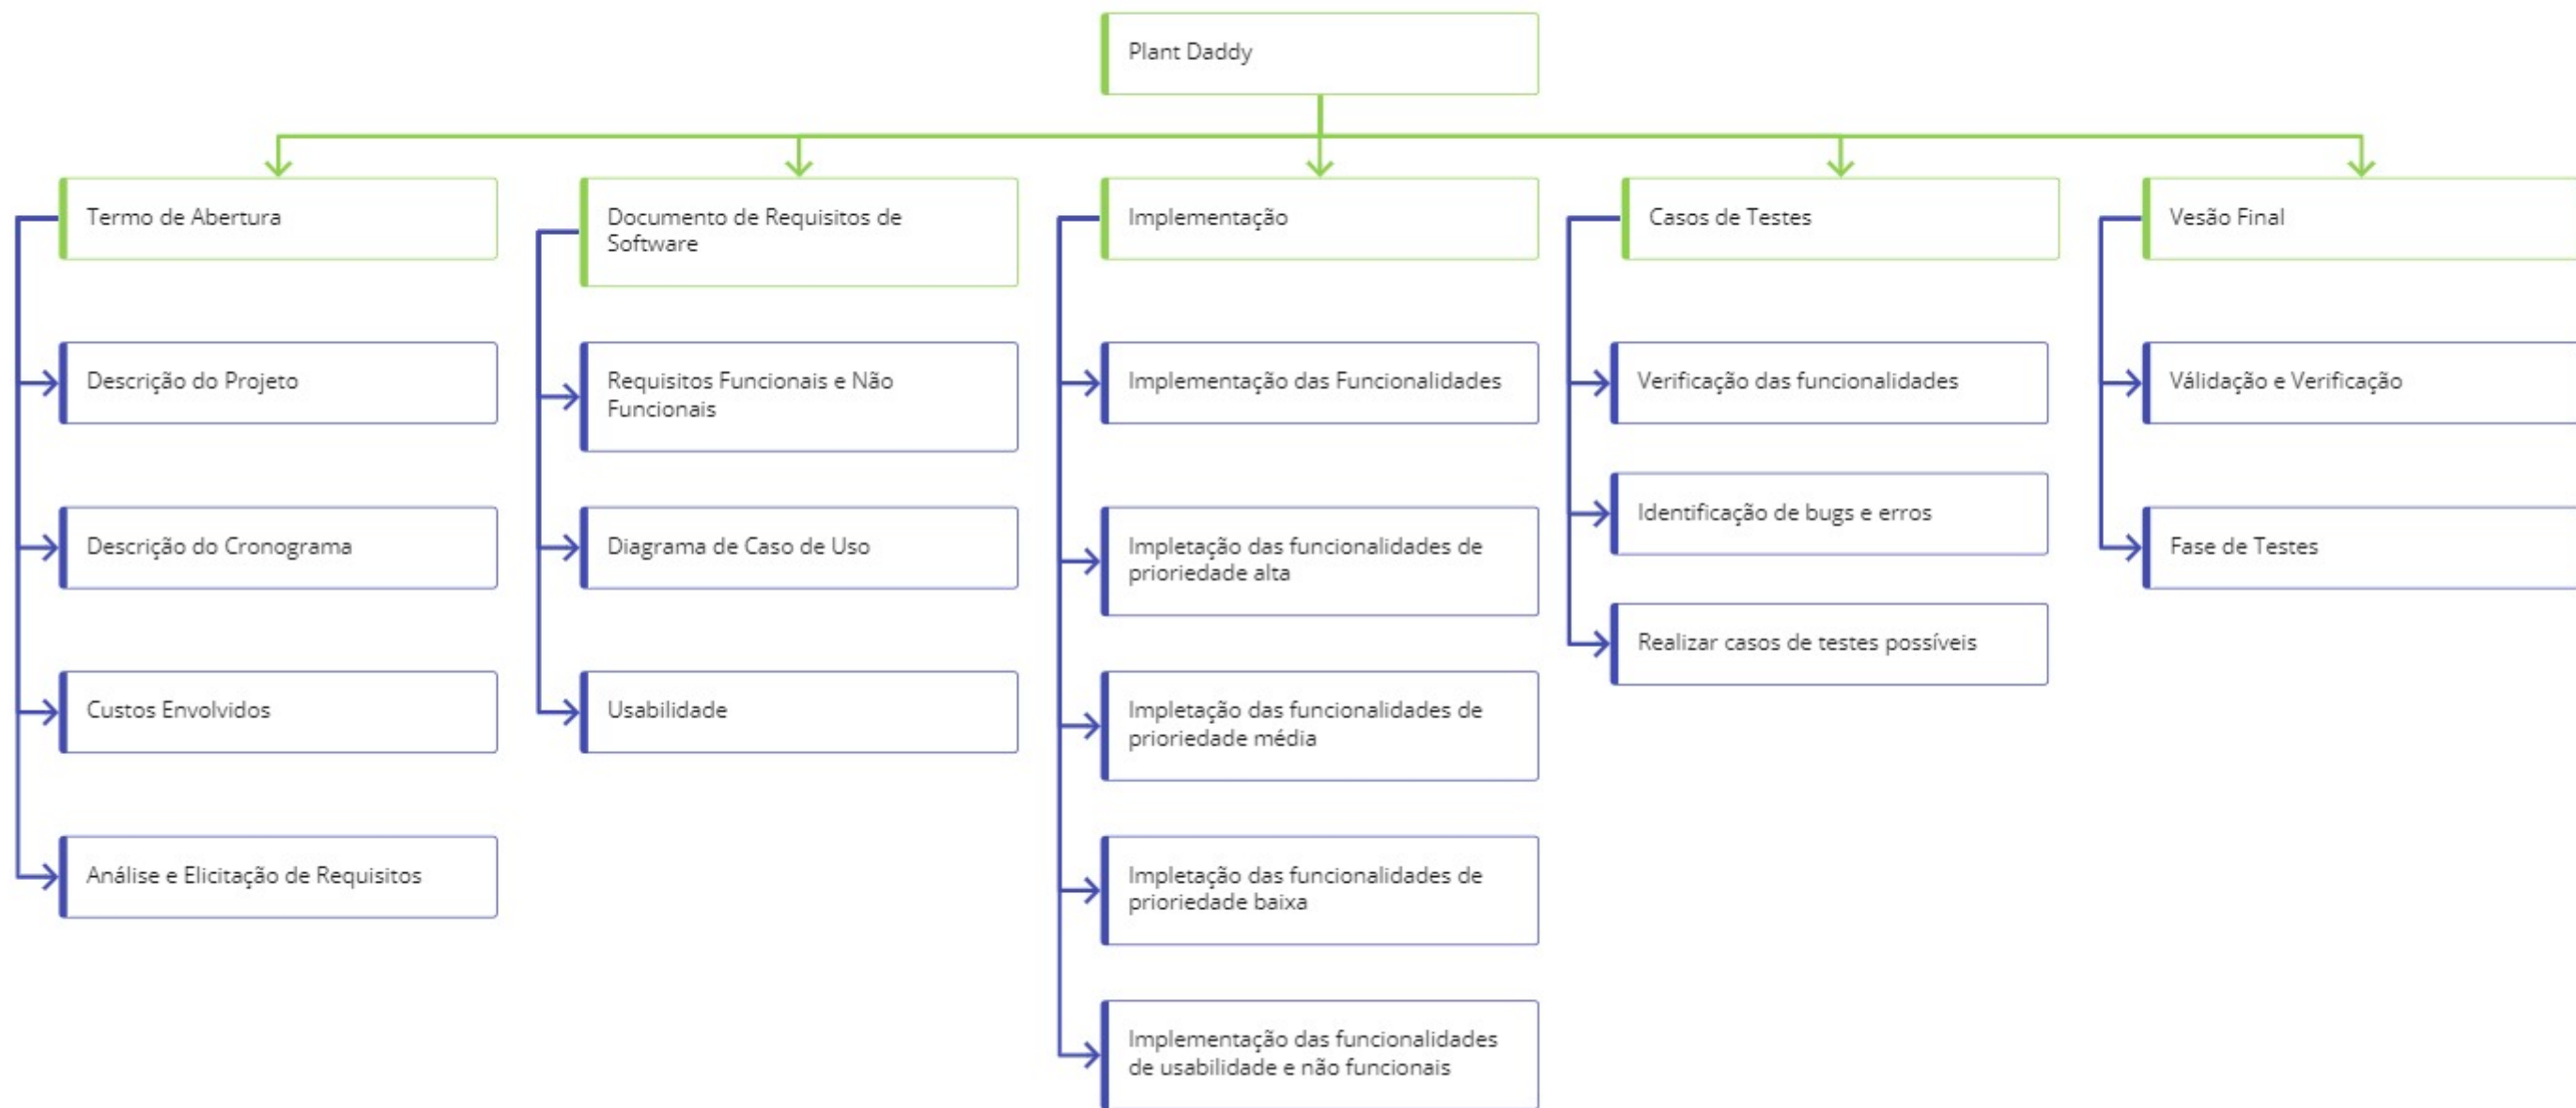 Plant Daddy
Termo de Abertura
Descrição do Projeto
Descrição do Cronograma
Custos Envolvidos
Análise e Elicitação de Requisitos
Documento de Requisitos de
Software
Requisitos Funcionais e Não
Funcionais
Diagrama de Caso de Uso
Usabilidade
Implementação
Implementação das Funcionalidades
Impletação das funcionalidades de
prioriedade alta
Impletação das funcionalidades de
prioriedade média
Impletação das funcionalidades de
prioriedade baixa
Implementação das funcionalidades
de usabilidade e não funcionais
Casos de Testes
Verificação das funcionalidades
Identificação de bugs e erros
Realizar casos de testes possíveis
Vesão Final
Válidação e Verificação
Fase de Testes